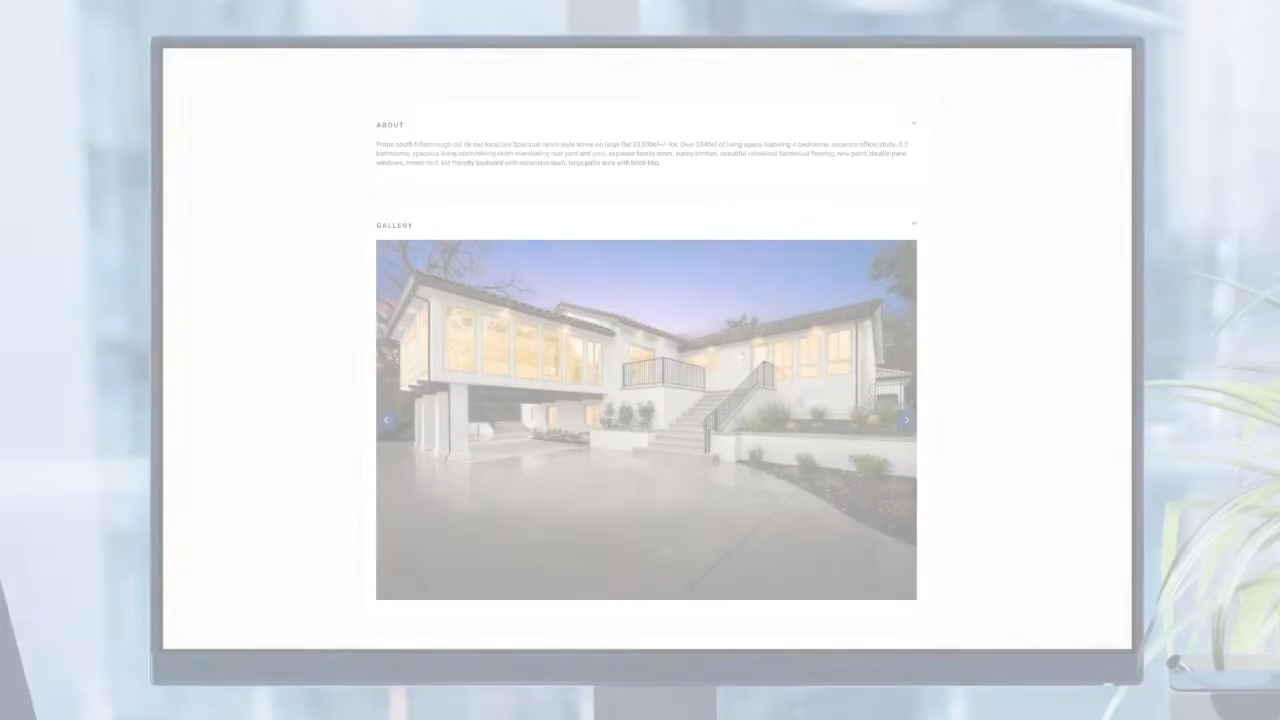 ABOUT
Prime south hillsborough cul de sac location! Spacious ranch style home on large flat 23,000sf+/- lot. Over 3340sf of living space featuring 4 bedrooms, separate office/study, 3.5
bathrooms, spacious living room/dining room overlooking rear yard and pool, separate family room, sunny kitchen, beautiful refinished hardwood flooring, new paint, double pane
windows, newer roof, kid friendly backyard with expansive lawn, large patio area with brick bbq.
GALLERY